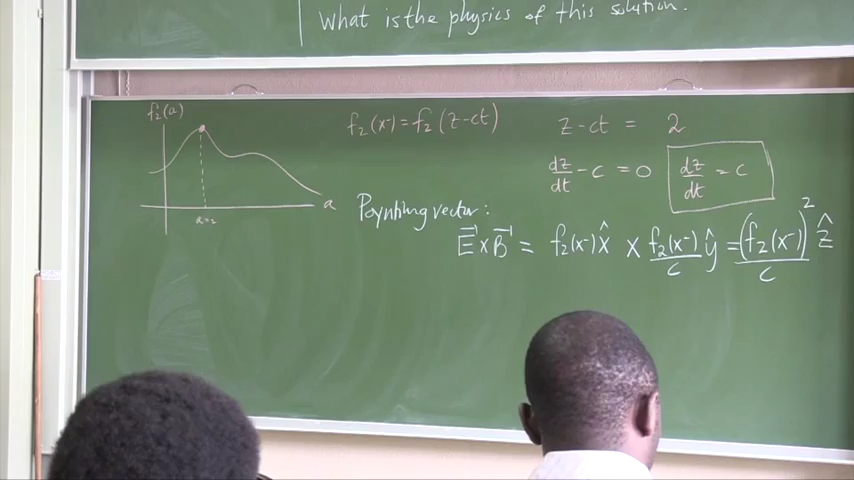 What is the physics of this solution.
f₂(a)
a
a=2
f₂(x⁻) = f₂(z-ct)
z-ct = 2
dz/dt - c = 0
dz/dt = c
Poynting vector:
E⃗ × B⃗ = f₂(x⁻)x̂ × f₂(x⁻)/c ŷ = (f₂(x⁻))²/c ẑ